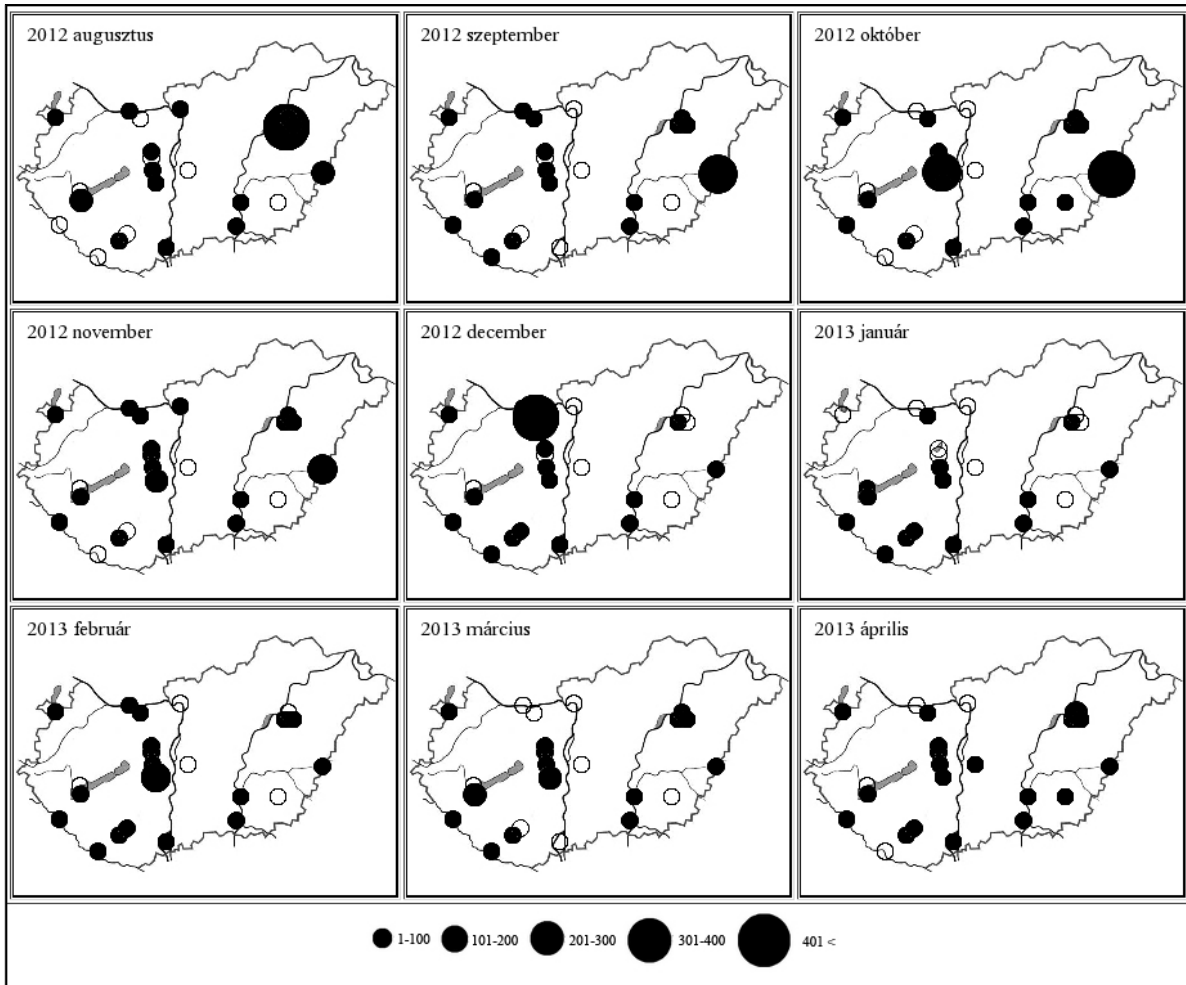 2012 augusztus
2012 szeptember
2012 október
2012 november
2012 december
2013 január
2013 február
2013 március
2013 április
1-100 101-200 201-300 301-400 401 <